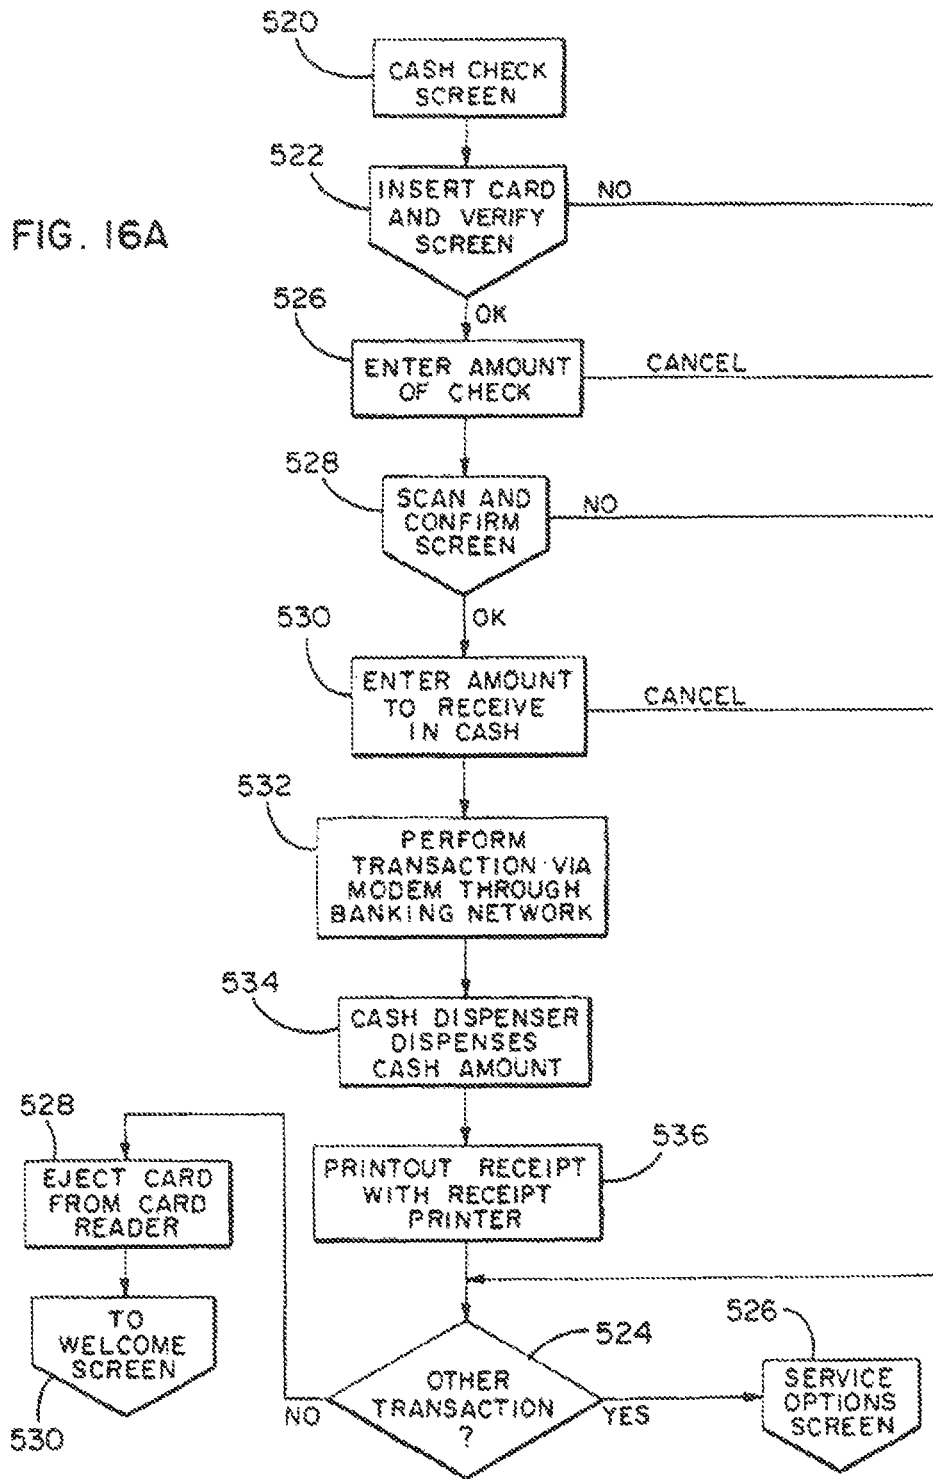 520
CASH CHECK
SCREEN
522
INSERT CARD
AND VERIFY
SCREEN
NO
FIG. 16A
OK
526
ENTER AMOUNT
OF CHECK
CANCEL
528
SCAN AND
CONFIRM
SCREEN
NO
OK
530
ENTER AMOUNT
TO RECEIVE
IN CASH
CANCEL
532
PERFORM
TRANSACTION VIA
MODEM THROUGH
BANKING NETWORK
534
CASH DISPENSER
DISPENSES
CASH AMOUNT
528
EJECT CARD
FROM CARD
READER
536
PRINTOUT RECEIPT
WITH RECEIPT
PRINTER
TO
WELCOME
SCREEN
530
524
OTHER
TRANSACTION
?
NO
YES
526
SERVICE
OPTIONS
SCREEN